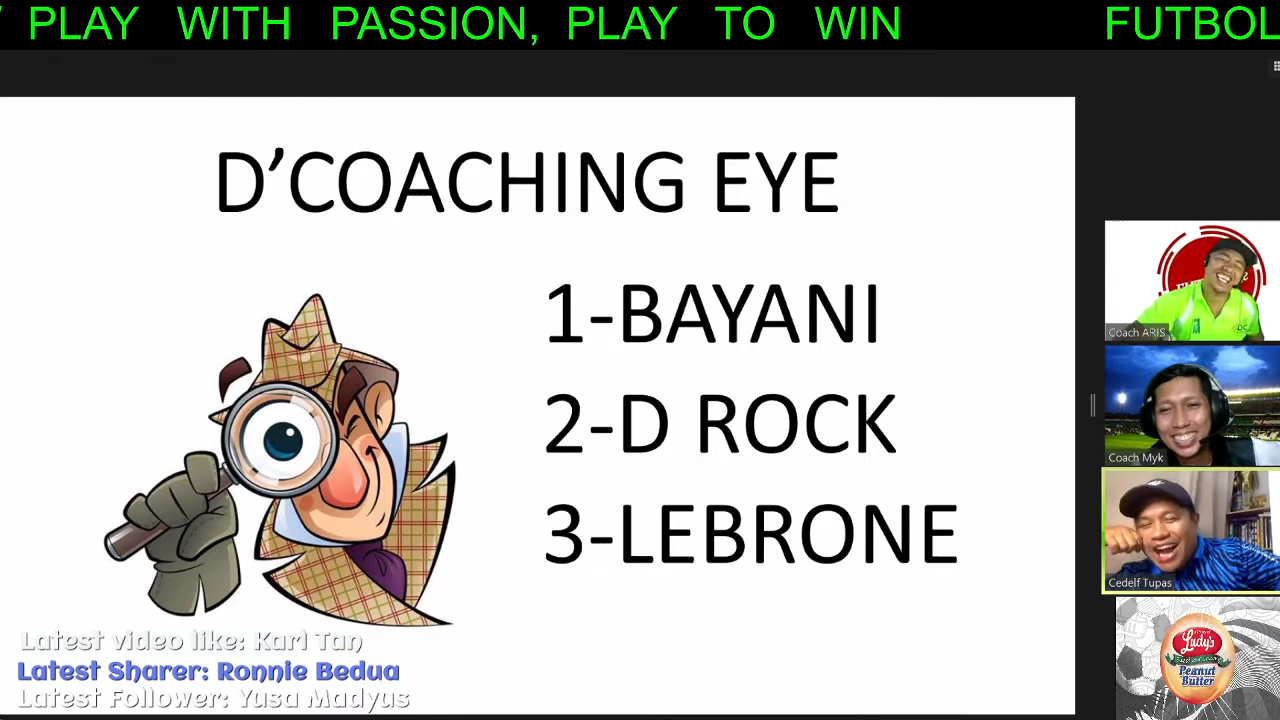 PLAY WITH PASSION, PLAY TO WIN FUTBOL
D'COACHING EYE
1-BAYANI
2-D ROCK
3-LEBRONE
Coach ARIS
Coach Myk
Cedelf Tupas
Ludy's
Peanut
Butter
Latest video like: Karl Tan
Latest Sharer: Ronnie Bedua
Latest Follower: Yusa Madyus